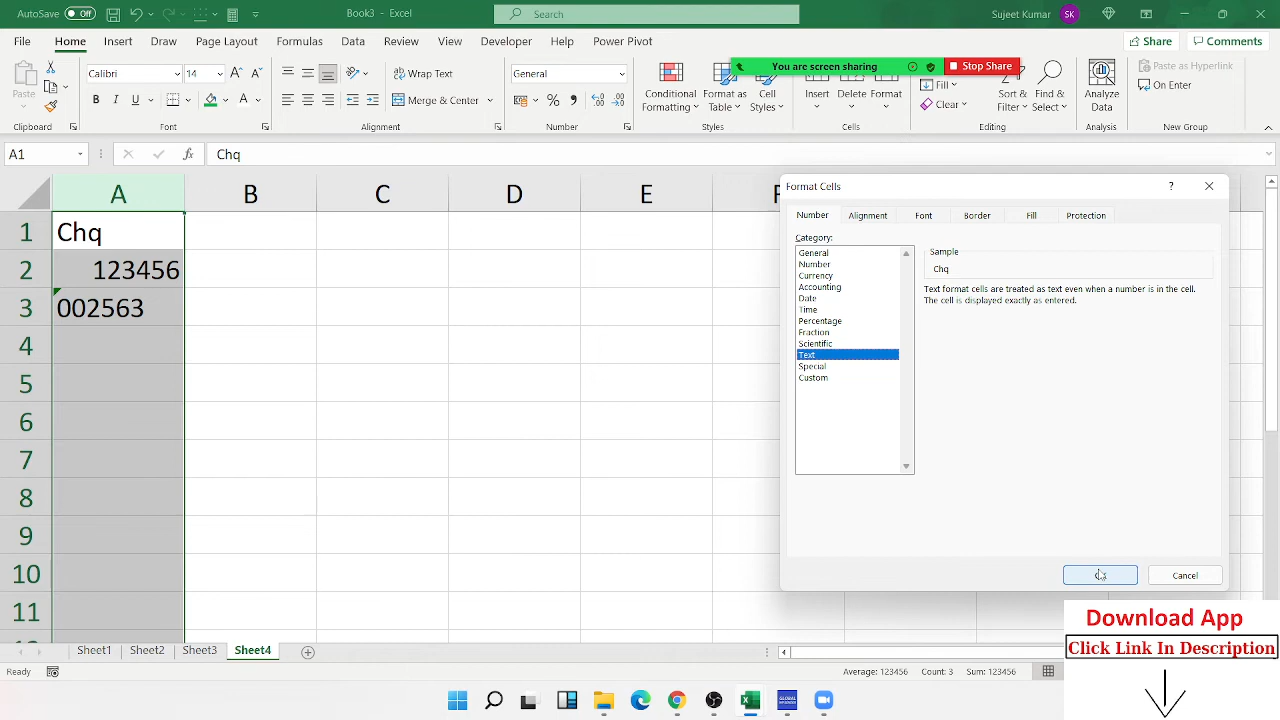 AutoSave Off Book3 - Excel Search Sujeet Kumar SK
File Home Insert Draw Page Layout Formulas Data Review View Developer Help Power Pivot Share Comments
You are screen sharing Stop Share
Paste
Clipboard
Calibri 14
B I U A
Font
Wrap Text
Merge & Center
Alignment
General
%
Number
Conditional Formatting
Format as Table
Cell Styles
Styles
Insert
Delete
Format
Cells
Fill
Clear
Sort & Filter
Find & Select
Editing
Analyze Data
Analysis
Paste as Hyperlink
On Enter
New Group
A1 fx Chq
A B C D E
1 Chq
2 123456
3 002563
4
5
6
7
8
9
10
11
Format Cells
Number Alignment Font Border Fill Protection
Category:
General
Number
Currency
Accounting
Date
Time
Percentage
Fraction
Scientific
Text
Special
Custom
Sample
Chq
Text format cells are treated as text even when a number is in the cell.
The cell is displayed exactly as entered.
Cancel
Download App
Click Link In Description
Sheet1 Sheet2 Sheet3 Sheet4
Ready Average: 123456 Count: 3 Sum: 123456